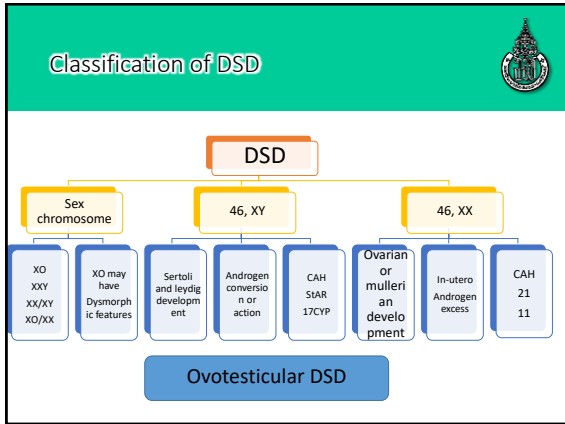 Classification of DSD
DSD
Sex
chromosome
46, XY
46, XX
XO
XXY
XX/XY
XO/XX
XO may
have
Dysmorph
ic features
Sertoli
and leydig
developm
ent
Androgen
conversio
n or
action
CAH
StAR
17CYP
Ovarian
or
mulleri
an
develo
pment
In-utero
Androgen
excess
CAH
21
11
Ovotesticular DSD